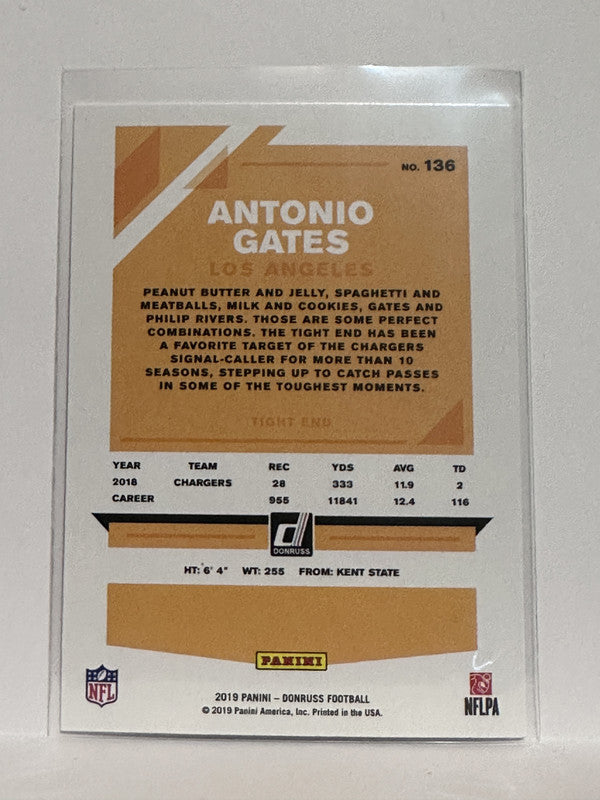 NO. 136
ANTONIO
GATES
LOS ANGELES
PEANUT BUTTER AND JELLY, SPAGHETTI AND
MEATBALLS, MILK AND COOKIES, GATES AND
PHILIP RIVERS. THOSE ARE SOME PERFECT
COMBINATIONS. THE TIGHT END HAS BEEN
A FAVORITE TARGET OF THE CHARGERS
SIGNAL-CALLER FOR MORE THAN 10
SEASONS, STEPPING UP TO CATCH PASSES
IN SOME OF THE TOUGHEST MOMENTS.
TIGHT END
YEAR TEAM REC YDS AVG TD
2018 CHARGERS 28 333 11.9 2
CAREER 955 11841 12.4 116
DONRUSS
HT: 6' 4" WT: 255 FROM: KENT STATE
PANINI
NFL
2019 PANINI – DONRUSS FOOTBALL
© 2019 Panini America, Inc. Printed in the USA.
NFLPA